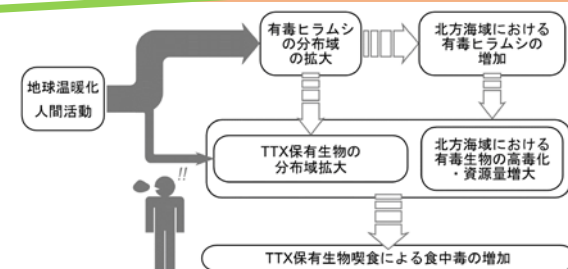 地球温暖化
人間活動
有毒ヒラムシ
の分布域
の拡大
北方海域における
有毒ヒラムシの
増加
TTX保有生物の
分布域拡大
北方海域における
有毒生物の高毒化
・資源量増大
!!
TTX保有生物喫食による食中毒の増加